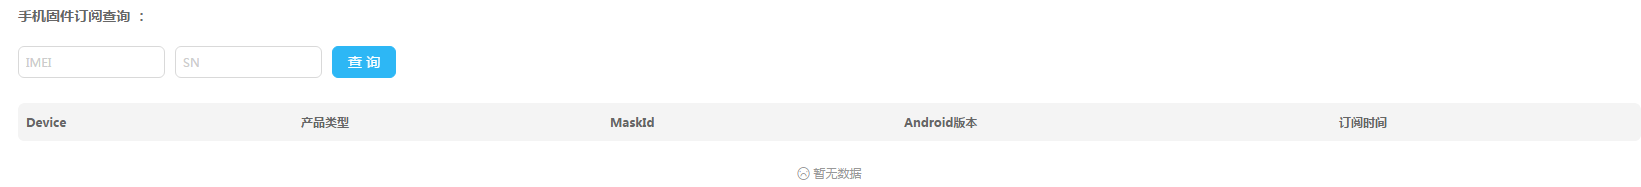 手机固件订阅查询 ：
IMEI SN 查 询
Device 产品类型 MaskId Android版本 订阅时间
暂无数据